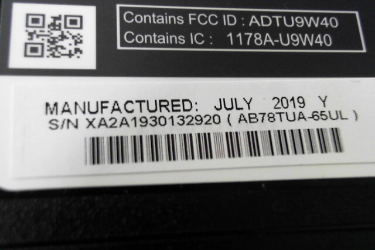 Contains FCC ID : ADTU9W40
Contains IC : 1178A-U9W40
MANUFACTURED: JULY 2019 Y
S/N XA2A1930132920 ( AB78TUA-65UL )